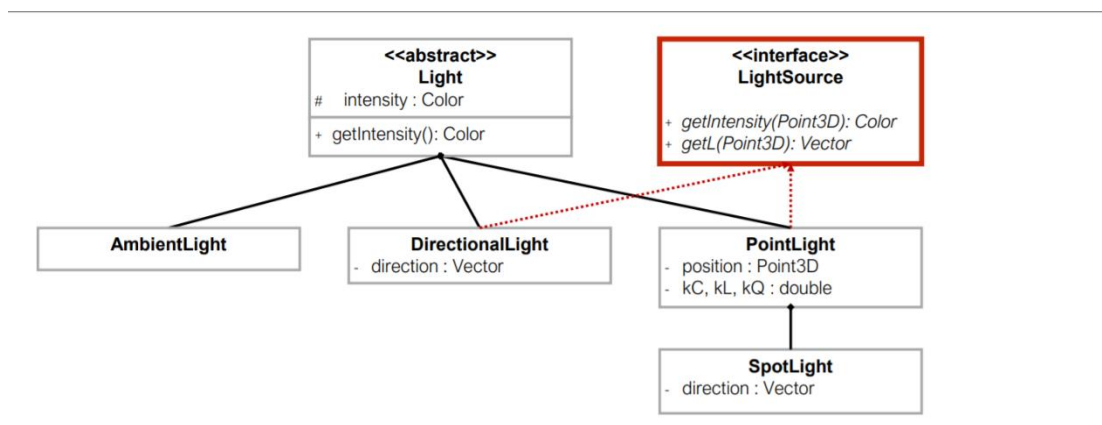 <<abstract>>
Light
# intensity : Color
+ getIntensity(): Color
<<interface>>
LightSource
+ getIntensity(Point3D): Color
+ getL(Point3D): Vector
AmbientLight
DirectionalLight
- direction : Vector
PointLight
- position : Point3D
- kC, kL, kQ : double
SpotLight
- direction : Vector